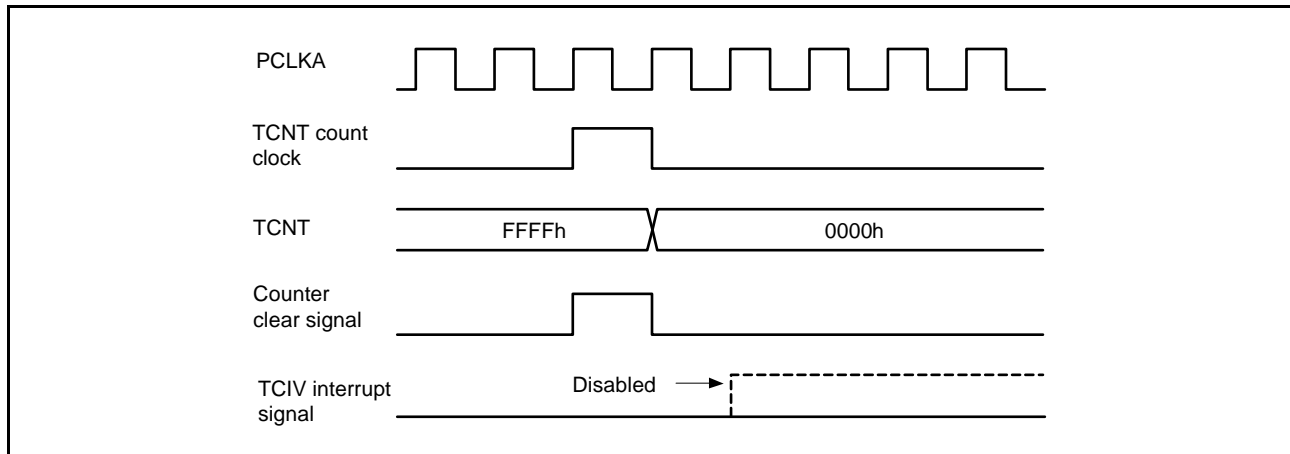 PCLKA
TCNT count
clock
TCNT
FFFFh
0000h
Counter
clear signal
TCIV interrupt
signal
Disabled